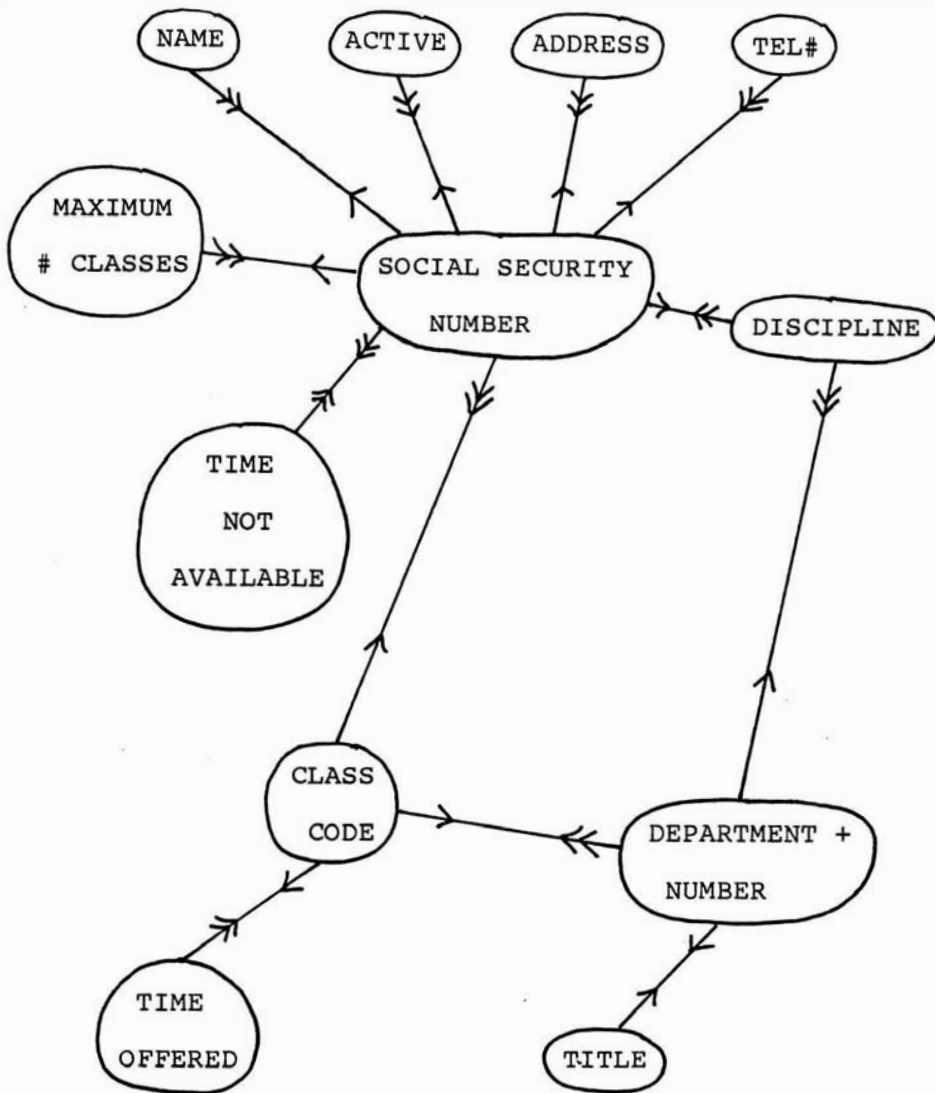 NAME
ACTIVE
ADDRESS
TEL#
MAXIMUM
# CLASSES
SOCIAL SECURITY
NUMBER
DISCIPLINE
TIME
NOT
AVAILABLE
CLASS
CODE
DEPARTMENT +
NUMBER
TIME
OFFERED
TITLE